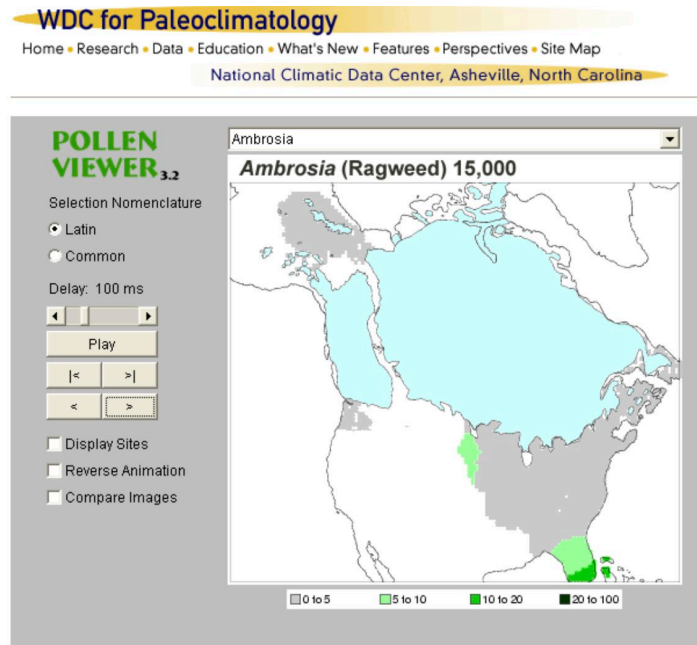 WDC for Paleoclimatology
Home • Research • Data • Education • What's New • Features • Perspectives • Site Map
National Climatic Data Center, Asheville, North Carolina
POLLEN
VIEWER 3.2
Selection Nomenclature
Latin
Common
Delay: 100 ms
Play
|<
>|
<
>
Display Sites
Reverse Animation
Compare Images
Ambrosia
Ambrosia (Ragweed) 15,000
0 to 5
5 to 10
10 to 20
20 to 100